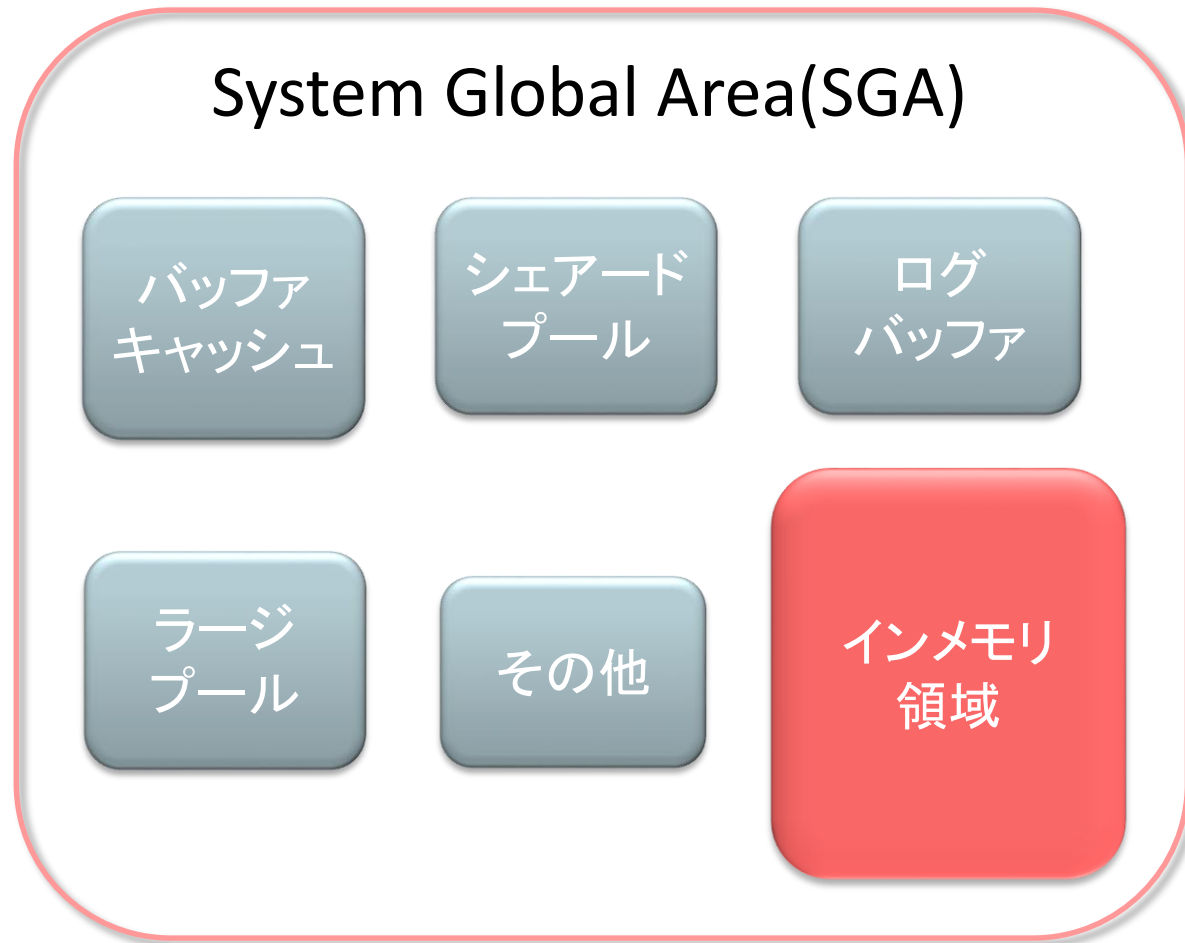 System Global Area(SGA)
バッファ
キャッシュ
シェアード
プール
ログ
バッファ
ラージ
プール
その他
インメモリ
領域